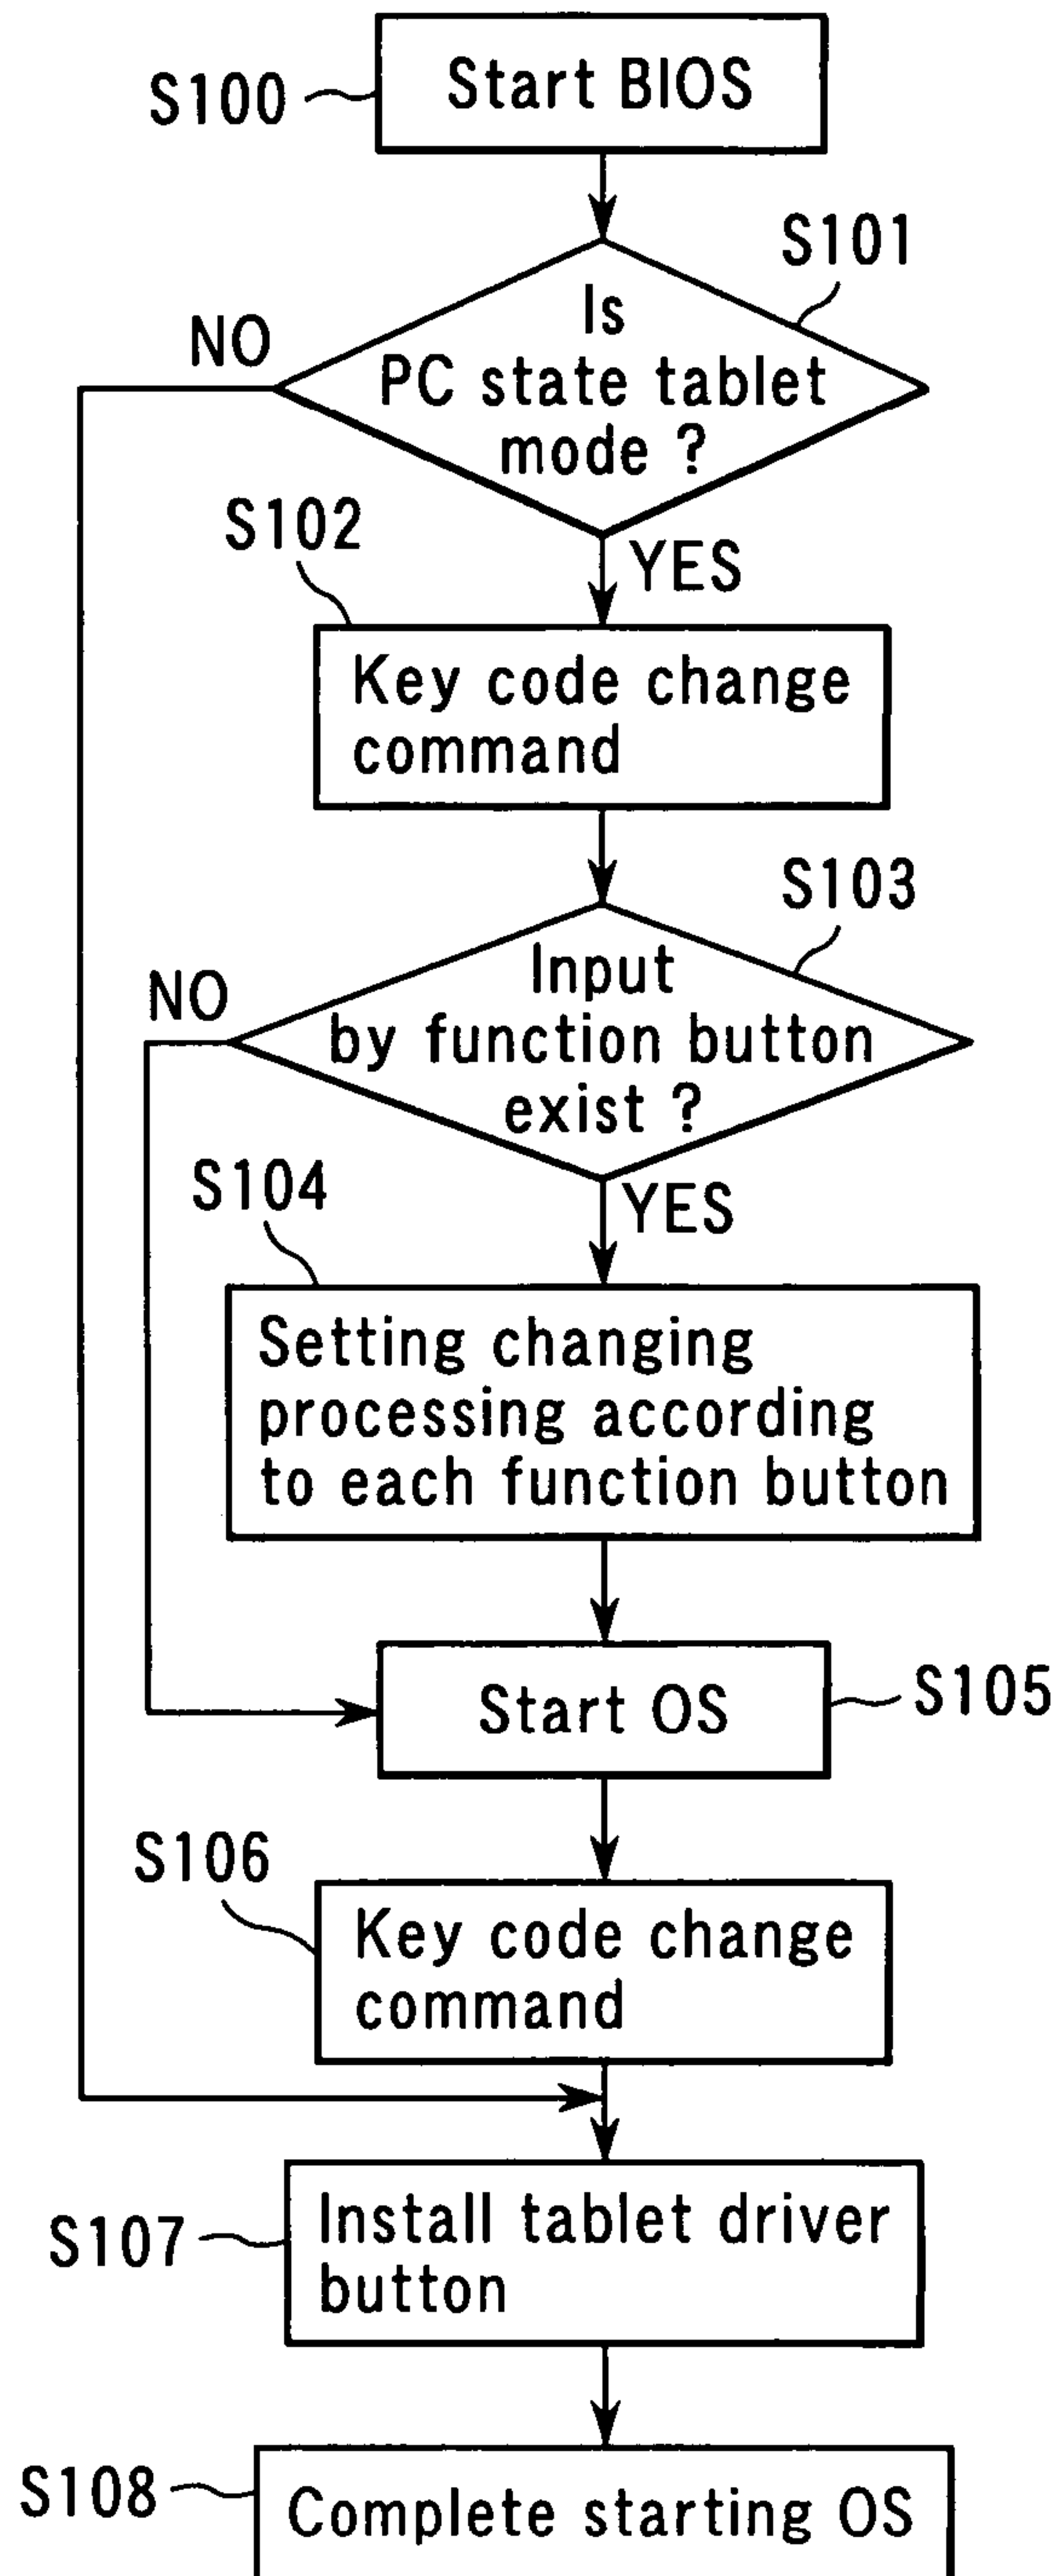 S100
Start BIOS
S101
Is
PC state tablet
mode ?
NO
YES
S102
Key code change
command
S103
Input
by function button
exist ?
NO
YES
S104
Setting changing
processing according
to each function button
Start OS
S105
S106
Key code change
command
S107
Install tablet driver
button
S108
Complete starting OS